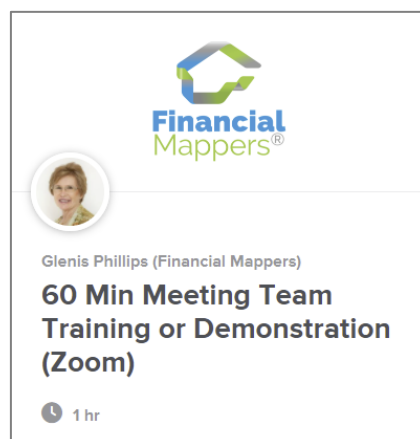 Financial
Mappers®
Glenis Phillips (Financial Mappers)
60 Min Meeting Team
Training or Demonstration
(Zoom)
1 hr